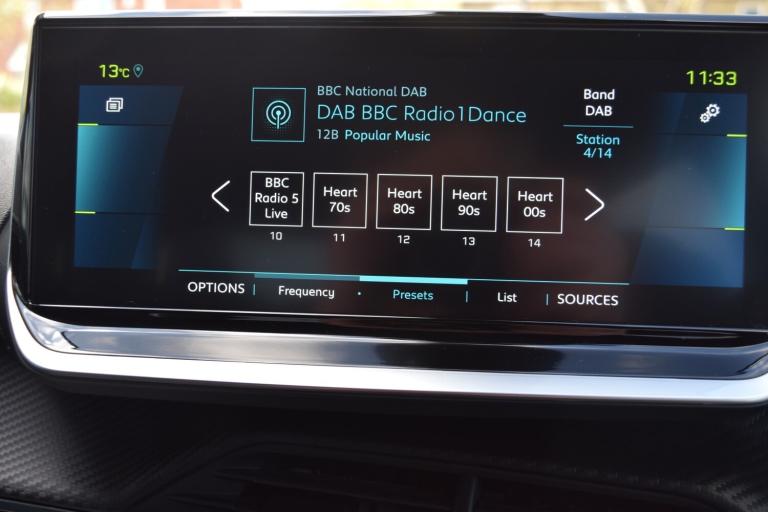 13°C
11:33
BBC National DAB
DAB BBC Radio1Dance
12B Popular Music
Band
DAB
Station
4/14
BBC
Radio 5
Live
10
Heart
70s
11
Heart
80s
12
Heart
90s
13
Heart
00s
14
OPTIONS
Frequency
Presets
List
SOURCES